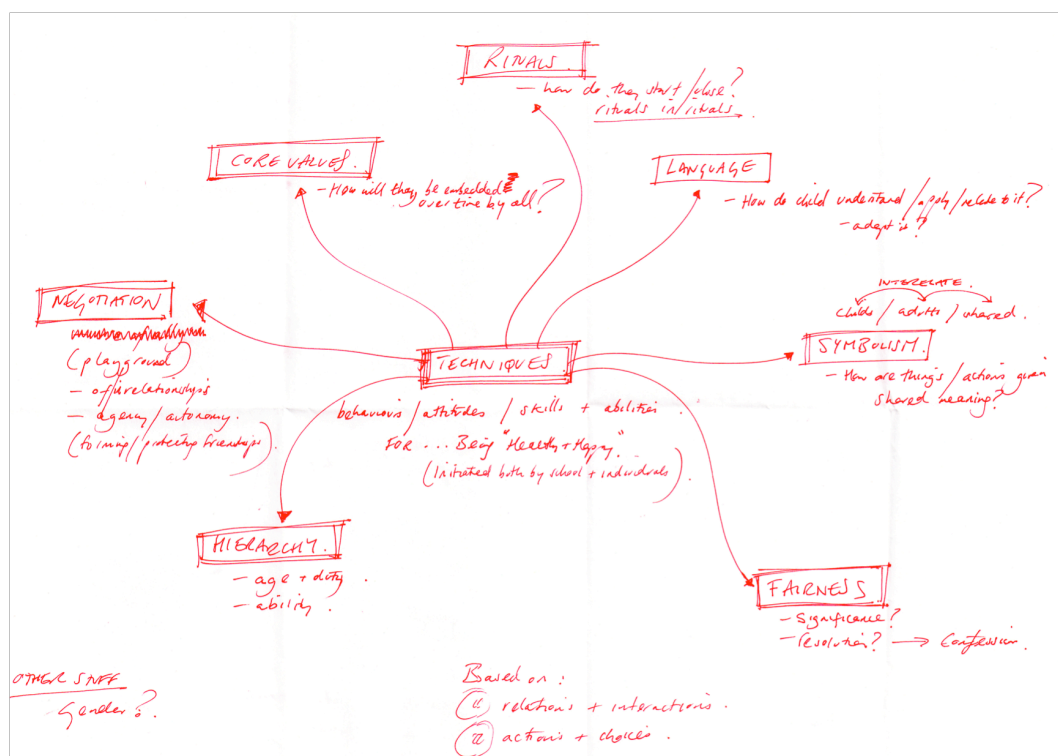 RITUALS.
- how do they start/close?
rituals in/rituals
CORE VALUES.
- How will they be embedded
over time by all?
LANGUAGE
- How do child understand/apply/relate to it?
- adapt it?
NEGOTIATION
(playground)
- of/in relationships
- agency/autonomy.
(forming/protecting friendships)
INTERELATE.
childs/adults/shared.
SYMBOLISM.
- How are thing's/actions given
shared meaning?
TECHNIQUES
behaviours/attitudes/skills + abilities.
FOR ... Being "Healthy + Happy".
(initiated both by school + individuals)
HIERARCHY.
- age + duty.
- ability.
FAIRNESS
- Significance?
- resolution? → Confession.
OTHER STUFF
- Gender?
Based on:
relations + interactions.
actions + choices.